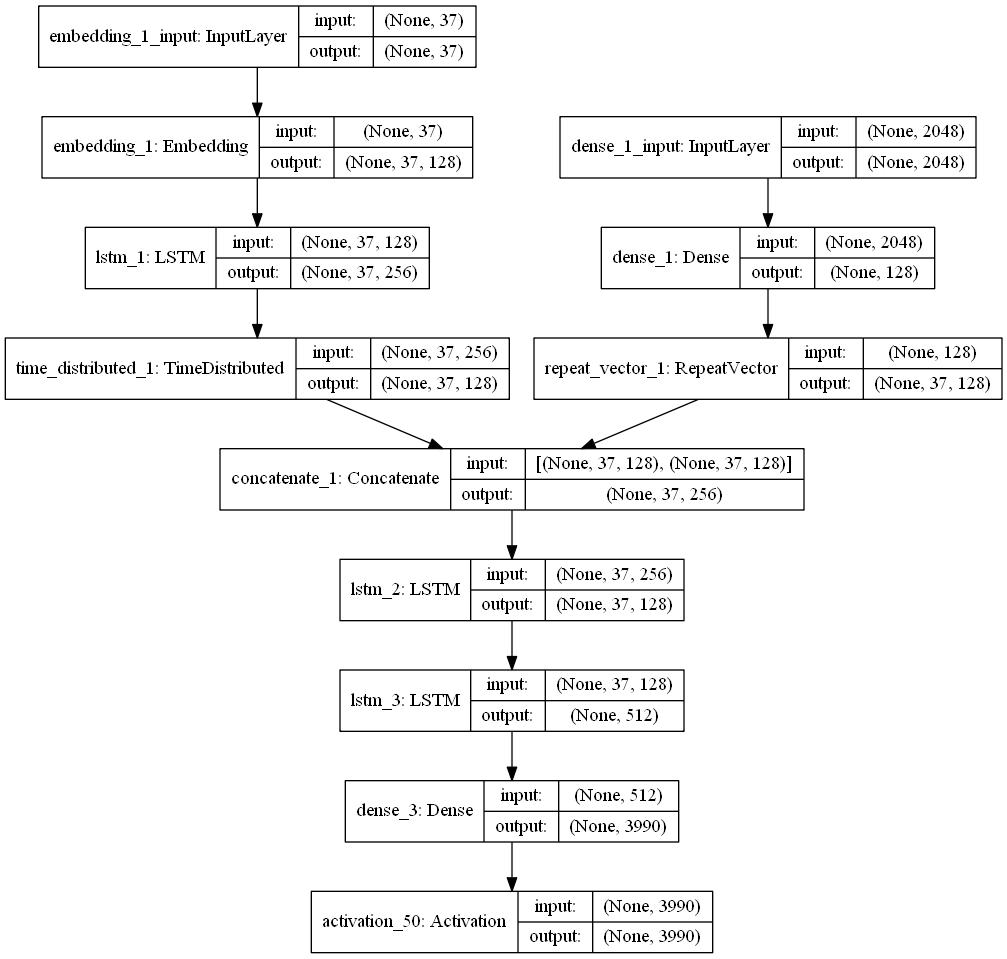 embedding_1_input: InputLayer
input: (None, 37)
output: (None, 37)
embedding_1: Embedding
input: (None, 37)
output: (None, 37, 128)
dense_1_input: InputLayer
input: (None, 2048)
output: (None, 2048)
lstm_1: LSTM
input: (None, 37, 128)
output: (None, 37, 256)
dense_1: Dense
input: (None, 2048)
output: (None, 128)
time_distributed_1: TimeDistributed
input: (None, 37, 256)
output: (None, 37, 128)
repeat_vector_1: RepeatVector
input: (None, 128)
output: (None, 37, 128)
concatenate_1: Concatenate
input: [(None, 37, 128), (None, 37, 128)]
output: (None, 37, 256)
lstm_2: LSTM
input: (None, 37, 256)
output: (None, 37, 128)
lstm_3: LSTM
input: (None, 37, 128)
output: (None, 512)
dense_3: Dense
input: (None, 512)
output: (None, 3990)
activation_50: Activation
input: (None, 3990)
output: (None, 3990)